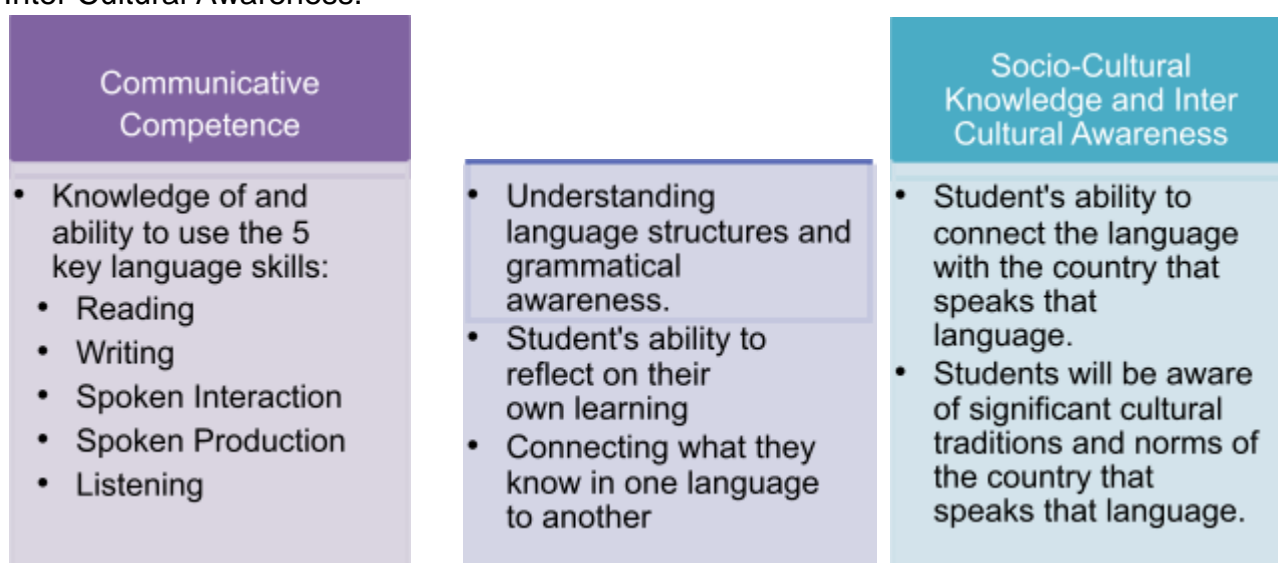 Inter Cultural Awareness.
Communicative
Competence
• Knowledge of and
ability to use the 5
key language skills:
• Reading
• Writing
• Spoken Interaction
• Spoken Production
• Listening
• Understanding
language structures and
grammatical
awareness.
• Student's ability to
reflect on their
own learning
• Connecting what they
know in one language
to another
Socio-Cultural
Knowledge and Inter
Cultural Awareness
• Student's ability to
connect the language
with the country that
speaks that
language.
• Students will be aware
of significant cultural
traditions and norms of
the country that
speaks that language.